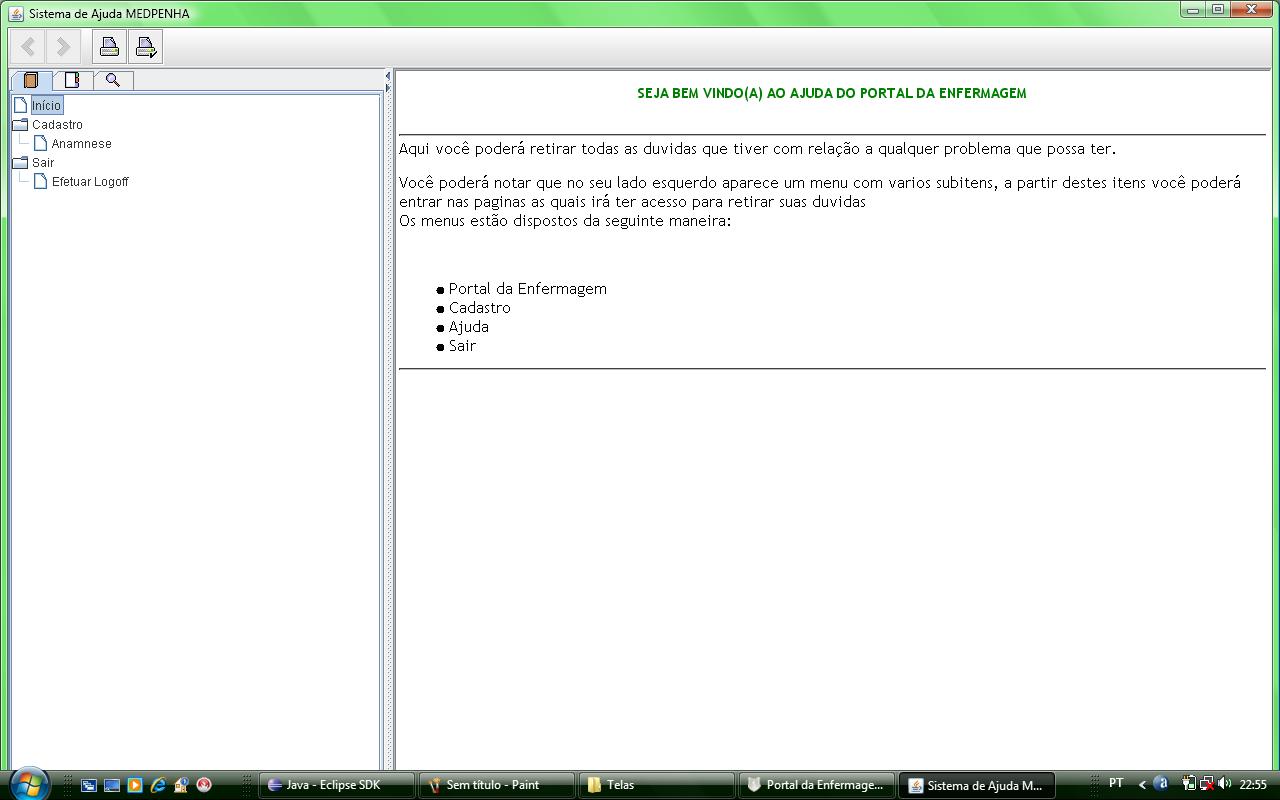 Sistema de Ajuda MEDPENHA
Início
Cadastro
Anamnese
Sair
Efetuar Logoff
SEJA BEM VINDO(A) AO AJUDA DO PORTAL DA ENFERMAGEM
Aqui você poderá retirar todas as duvidas que tiver com relação a qualquer problema que possa ter.
Você poderá notar que no seu lado esquerdo aparece um menu com varios subitens, a partir destes itens você poderá
entrar nas paginas as quais irá ter acesso para retirar suas duvidas
Os menus estão dispostos da seguinte maneira:
Portal da Enfermagem
Cadastro
Ajuda
Sair
Java - Eclipse SDK
Sem título - Paint
Telas
Portal da Enfermage...
Sistema de Ajuda M...
PT
22:55